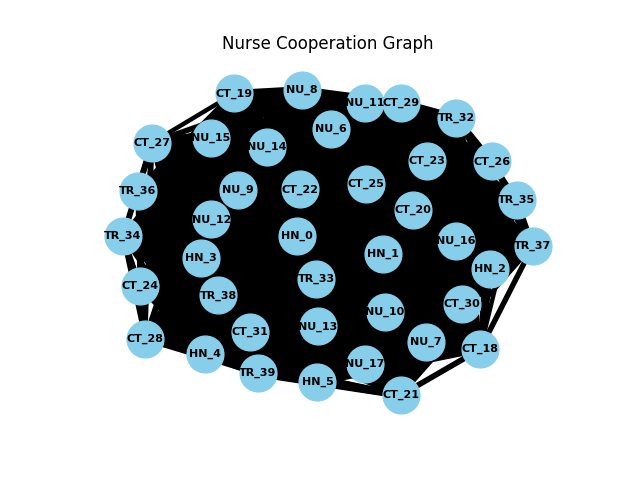 Nurse Cooperation Graph
NU_8
CT_19
NU_11
CT_29
TR_32
NU_6
NU_15
CT_27
NU_14
CT_23
CT_26
CT_25
CT_22
NU_9
TR_36
TR_35
CT_20
NU_12
HN_0
TR_34
NU_16
TR_37
HN_1
HN_3
HN_2
TR_33
CT_24
TR_38
CT_30
NU_10
NU_13
CT_31
CT_28
NU_7
CT_18
HN_4
NU_17
TR_39
HN_5
CT_21